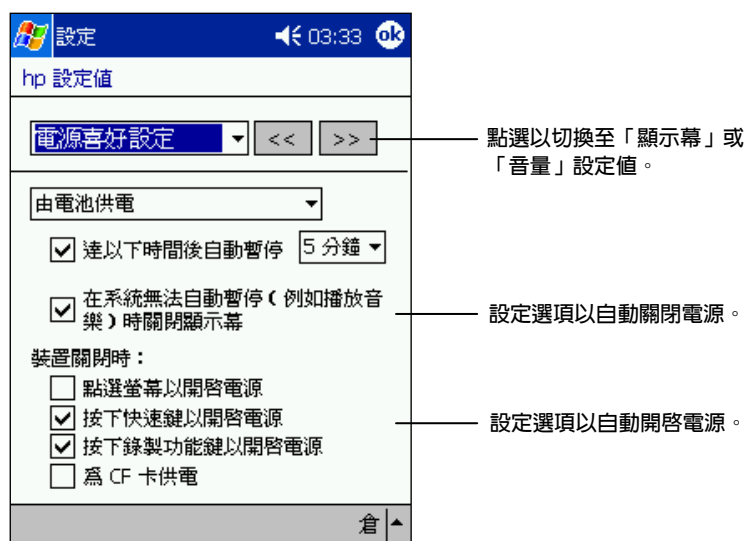 設定 03:33 ok
hp 設定值
電源喜好設定 << >>
點選以切換至「顯示幕」或
「音量」設定值。
由電池供電
達以下時間後自動暫停 5 分鐘
在系統無法自動暫停（例如播放音
樂）時關閉顯示幕
設定選項以自動關閉電源。
裝置關閉時：
點選螢幕以開啓電源
按下快速鍵以開啓電源
設定選項以自動開啓電源。
按下錄製功能鍵以開啓電源
爲 CF 卡供電
倉